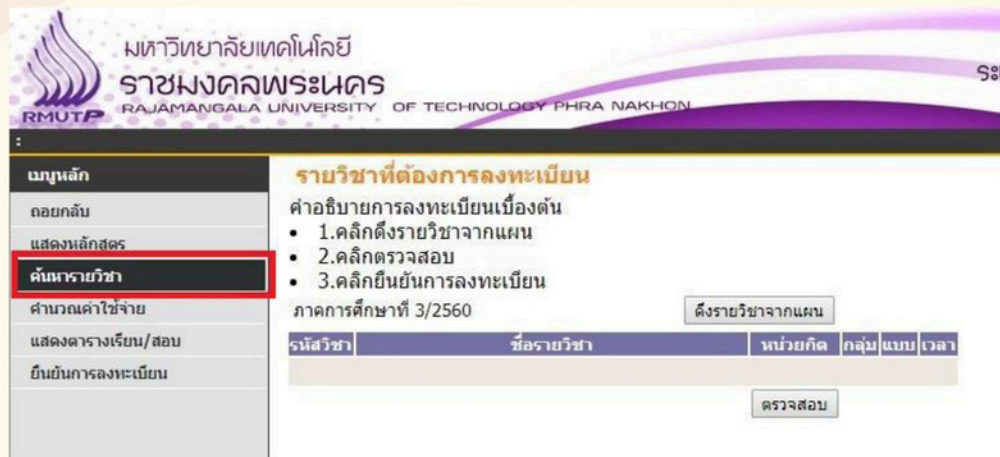 มหาวิทยาลัยเทคโนโลยี
ราชมงคลพระนคร
RAJAMANGALA UNIVERSITY OF TECHNOLOGY PHRA NAKHON
RMUTP
ระ
:
เมนูหลัก
ถอยกลับ
แสดงหลักสูตร
ค้นหารายวิชา
คำนวณค่าใช้จ่าย
แสดงตารางเรียน/สอบ
ยืนยันการลงทะเบียน
รายวิชาที่ต้องการลงทะเบียน
คำอธิบายการลงทะเบียนเบื้องต้น
• 1.คลิกดึงรายวิชาจากแผน
• 2.คลิกตรวจสอบ
• 3.คลิกยืนยันการลงทะเบียน
ภาคการศึกษาที่ 3/2560 ดึงรายวิชาจากแผน
รหัสวิชา ชื่อรายวิชา หน่วยกิต กลุ่ม แบบ เวลา
ตรวจสอบ